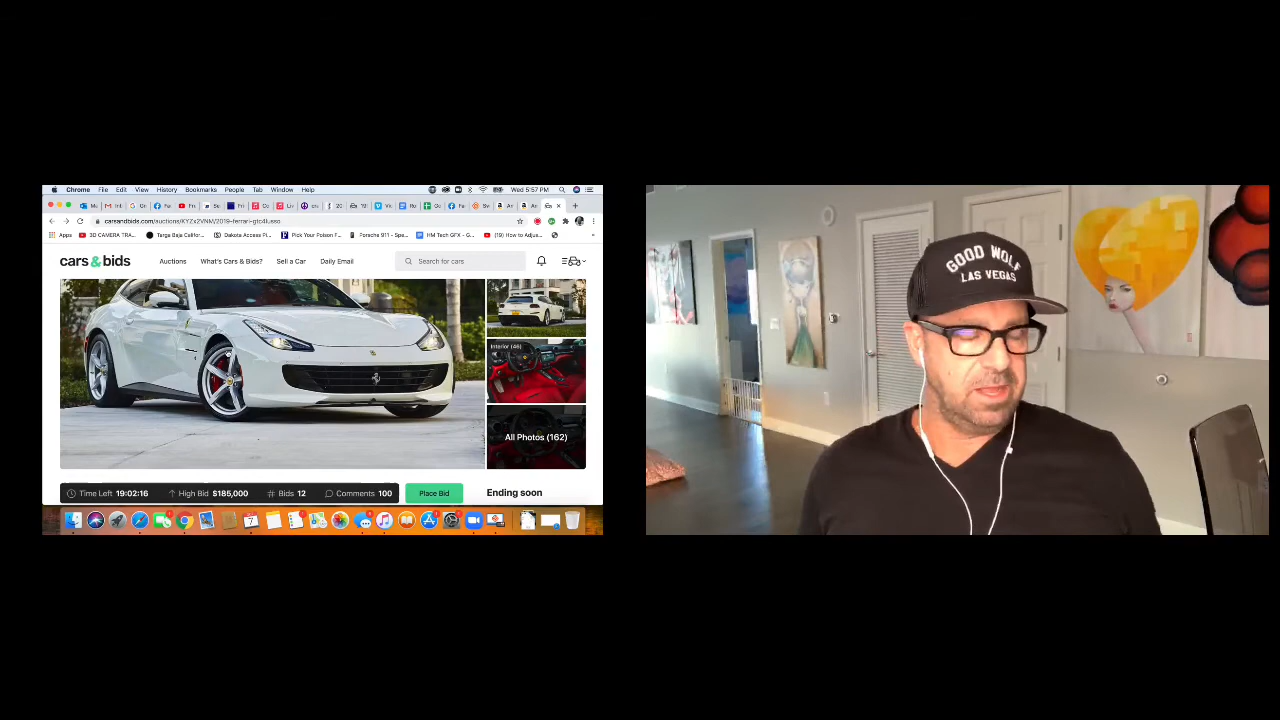 Chrome File Edit View History Bookmarks People Tab Window Help Wed 5:57 PM
carsandbids.com/auctions/KYZx2VNM/2019-ferrari-gtc4lusso
Apps 3D CAMERA TRA... Targa Baja Califor... Dakota Access Pi... Pick Your Poison F... Porsche 911 - Spe... HM Tech GFX - G... (19) How to Adjus...
cars & bids Auctions What's Cars & Bids? Sell a Car Daily Email Search for cars
Interior (46)
All Photos (162)
Time Left 19:02:16 High Bid $185,000 # Bids 12 Comments 100 Place Bid Ending soon
7
GOOD WOLF
LAS VEGAS